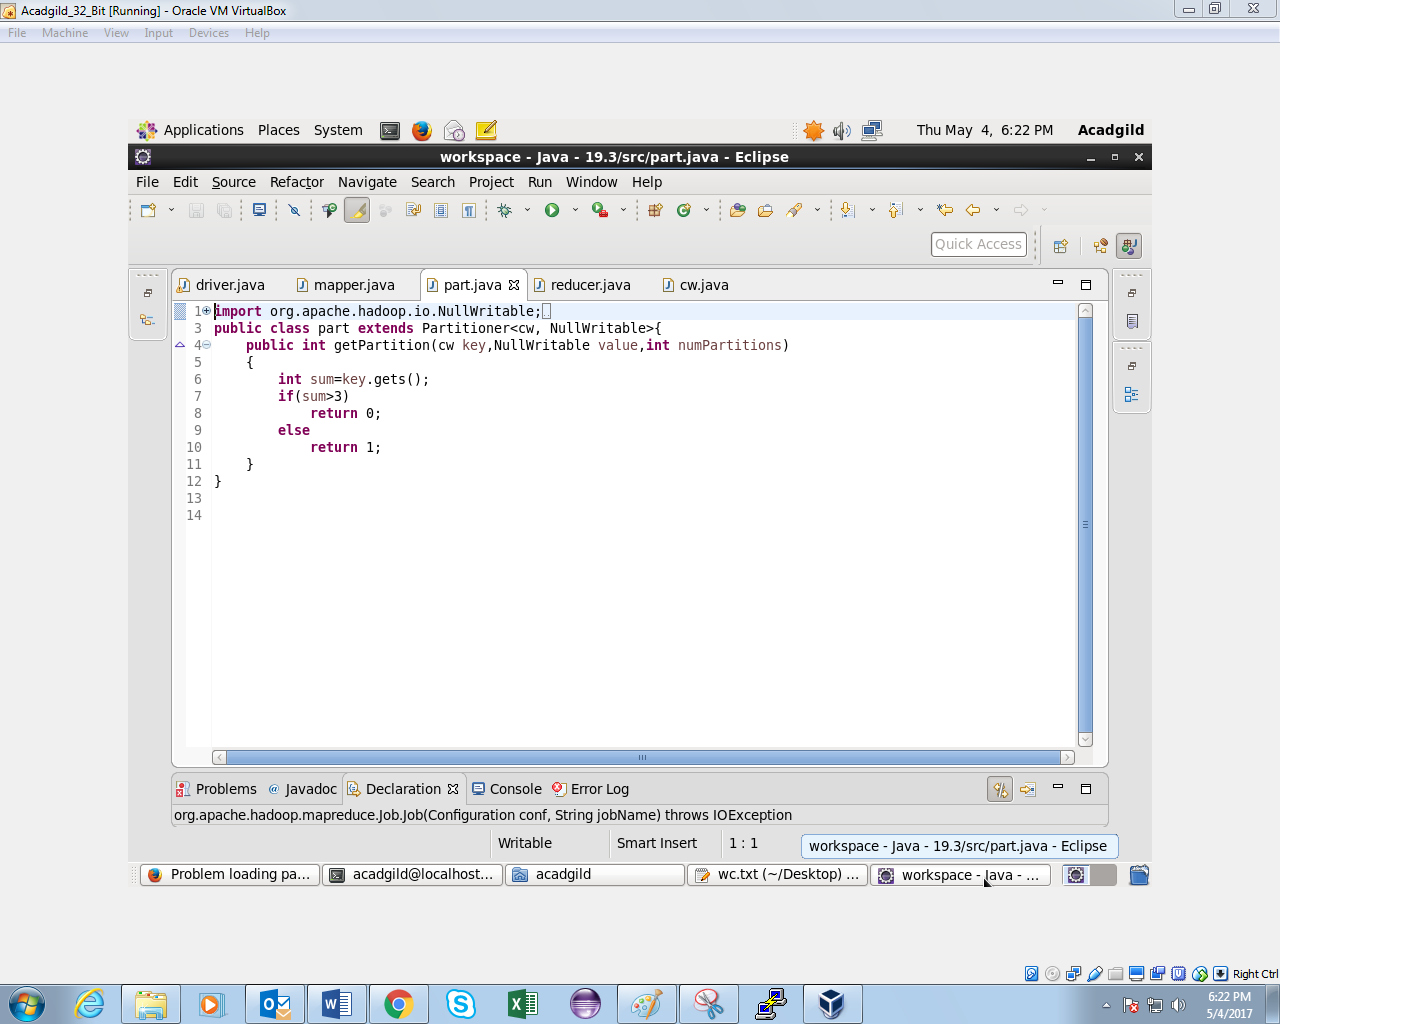 Acadgild_32_Bit [Running] - Oracle VM VirtualBox
File Machine View Input Devices Help
Applications Places System Thu May 4, 6:22 PM Acadgild
workspace - Java - 19.3/src/part.java - Eclipse
File Edit Source Refactor Navigate Search Project Run Window Help
Quick Access
driver.java mapper.java part.java reducer.java cw.java
1 import org.apache.hadoop.io.NullWritable;
3 public class part extends Partitioner<cw, NullWritable>{
4 public int getPartition(cw key,NullWritable value,int numPartitions)
5 {
6 int sum=key.gets();
7 if(sum>3)
8 return 0;
9 else
10 return 1;
11 }
12 }
13
14
Problems @ Javadoc Declaration Console Error Log
org.apache.hadoop.mapreduce.Job.Job(Configuration conf, String jobName) throws IOException
Writable Smart Insert 1 : 1 workspace - Java - 19.3/src/part.java - Eclipse
Problem loading pa... acadgild@localhost... acadgild wc.txt (~/Desktop) ... workspace - Java - ...
Right Ctrl
6:22 PM
5/4/2017